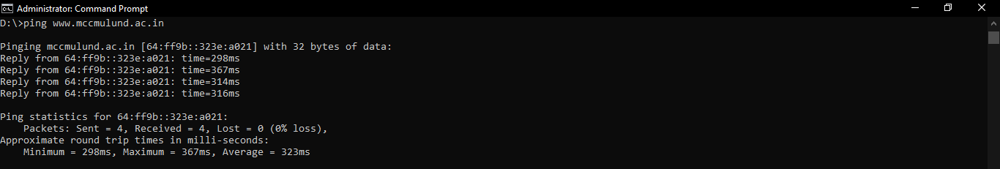 Administrator: Command Prompt
D:\>ping www.mccmulund.ac.in
Pinging mccmulund.ac.in [64:ff9b::323e:a021] with 32 bytes of data:
Reply from 64:ff9b::323e:a021: time=298ms
Reply from 64:ff9b::323e:a021: time=367ms
Reply from 64:ff9b::323e:a021: time=314ms
Reply from 64:ff9b::323e:a021: time=316ms
Ping statistics for 64:ff9b::323e:a021:
    Packets: Sent = 4, Received = 4, Lost = 0 (0% loss),
Approximate round trip times in milli-seconds:
    Minimum = 298ms, Maximum = 367ms, Average = 323ms